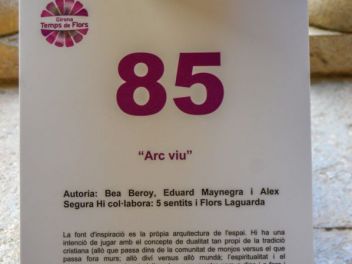 Girona
Temps de Flors
85
“Arc viu”
Autoria: Bea Beroy, Eduard Maynegra i Alex
Segura Hi col·labora: 5 sentits i Flors Laguarda
La font d'inspiració es la pròpia arquitectura de l'espai. Hi ha una
intenció de jugar amb el concepte de dualitat tan propi de la tradició
cristiana (allò que passa dins de la comunitat de monjos versus el que
passa fora murs; allò diví versus allò mundà; l'espiritualitat i el